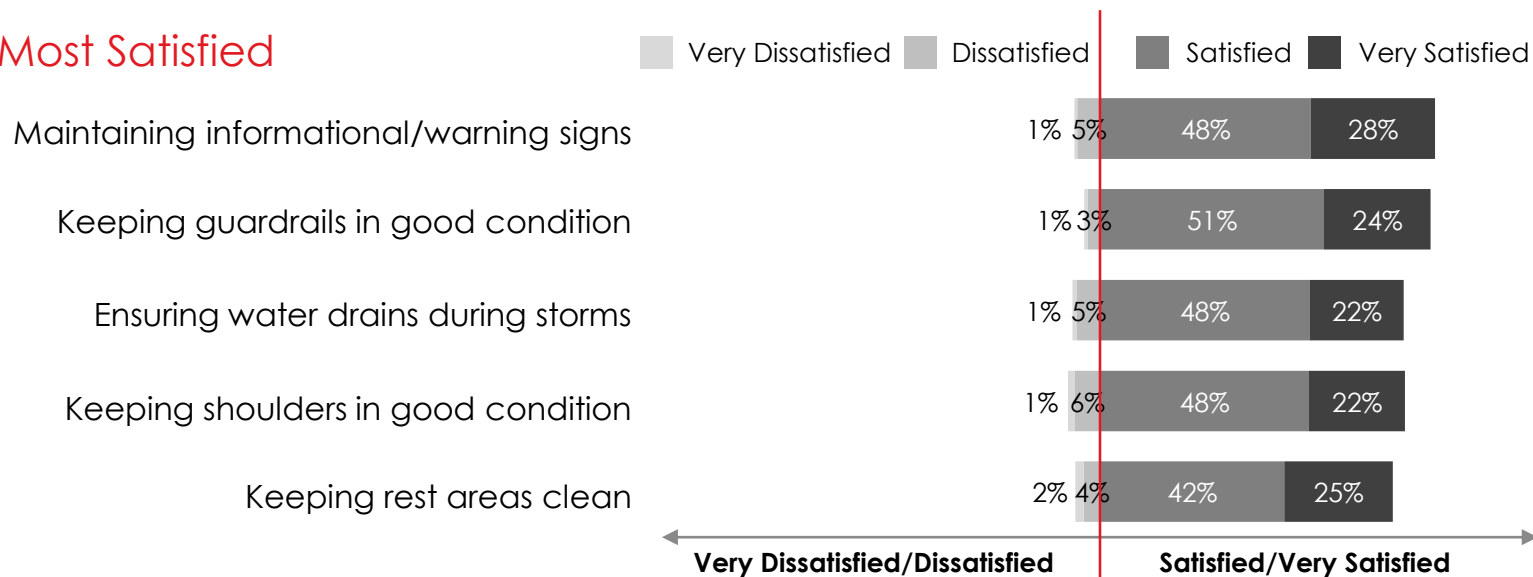 Most Satisfied
Very Dissatisfied Dissatisfied Satisfied Very Satisfied
Maintaining informational/warning signs 1% 5% 48% 28%
Keeping guardrails in good condition 1% 3% 51% 24%
Ensuring water drains during storms 1% 5% 48% 22%
Keeping shoulders in good condition 1% 6% 48% 22%
Keeping rest areas clean 2% 4% 42% 25%
Very Dissatisfied/Dissatisfied Satisfied/Very Satisfied